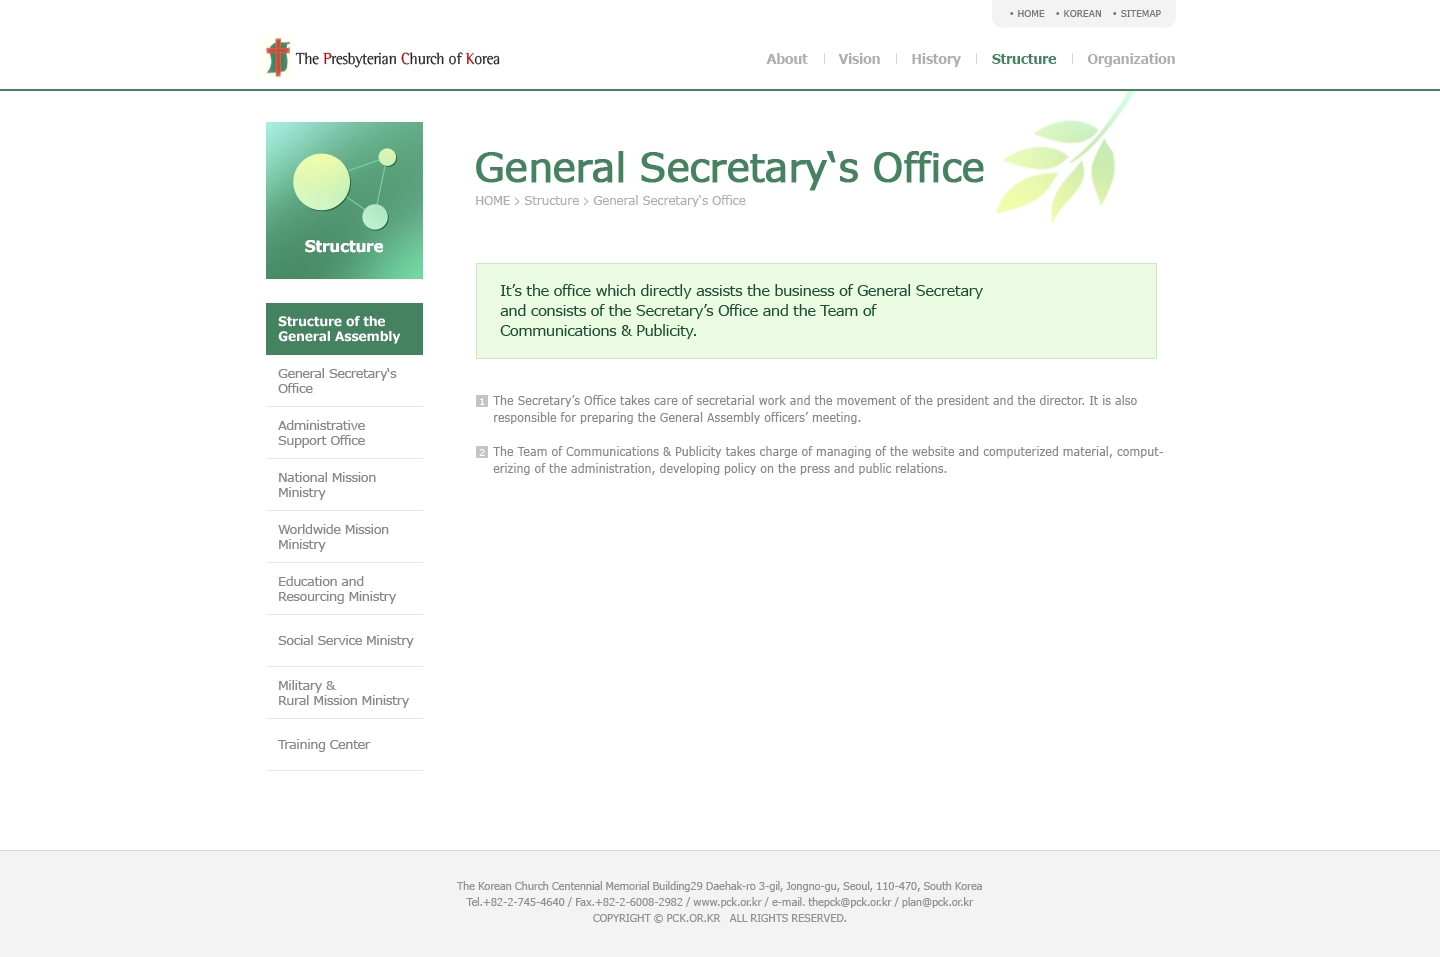 • HOME • KOREAN • SITEMAP
The Presbyterian Church of Korea
About Vision History Structure Organization
Structure
General Secretary‘s Office
HOME > Structure > General Secretary‘s Office
It’s the office which directly assists the business of General Secretary
and consists of the Secretary’s Office and the Team of
Communications & Publicity.
1 The Secretary’s Office takes care of secretarial work and the movement of the president and the director. It is also
responsible for preparing the General Assembly officers’ meeting.
2 The Team of Communications & Publicity takes charge of managing of the website and computerized material, comput-
erizing of the administration, developing policy on the press and public relations.
Structure of the
General Assembly
General Secretary‘s
Office
Administrative
Support Office
National Mission
Ministry
Worldwide Mission
Ministry
Education and
Resourcing Ministry
Social Service Ministry
Military &
Rural Mission Ministry
Training Center
The Korean Church Centennial Memorial Building29 Daehak-ro 3-gil, Jongno-gu, Seoul, 110-470, South Korea
Tel.+82-2-745-4640 / Fax.+82-2-6008-2982 / www.pck.or.kr / e-mail. thepck@pck.or.kr / plan@pck.or.kr
COPYRIGHT © PCK.OR.KR ALL RIGHTS RESERVED.